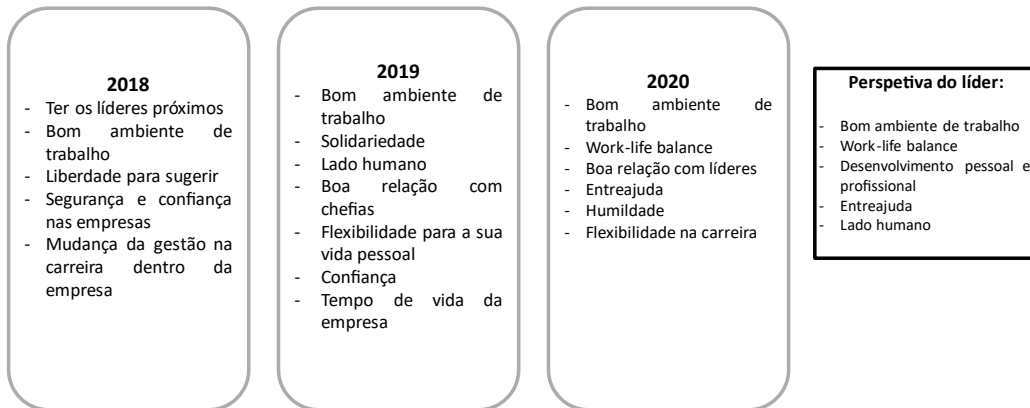 2018
- Ter os líderes próximos
- Bom ambiente de
trabalho
- Liberdade para sugerir
- Segurança e confiança
nas empresas
- Mudança da gestão na
carreira dentro da
empresa
2019
- Bom ambiente de
trabalho
- Solidariedade
- Lado humano
- Boa relação com
chefias
- Flexibilidade para a sua
vida pessoal
- Confiança
- Tempo de vida da
empresa
2020
- Bom ambiente de
trabalho
- Work-life balance
- Boa relação com líderes
- Entreajuda
- Humildade
- Flexibilidade na carreira
Perspetiva do líder:
- Bom ambiente de trabalho
- Work-life balance
- Desenvolvimento pessoal e
profissional
- Entreajuda
- Lado humano